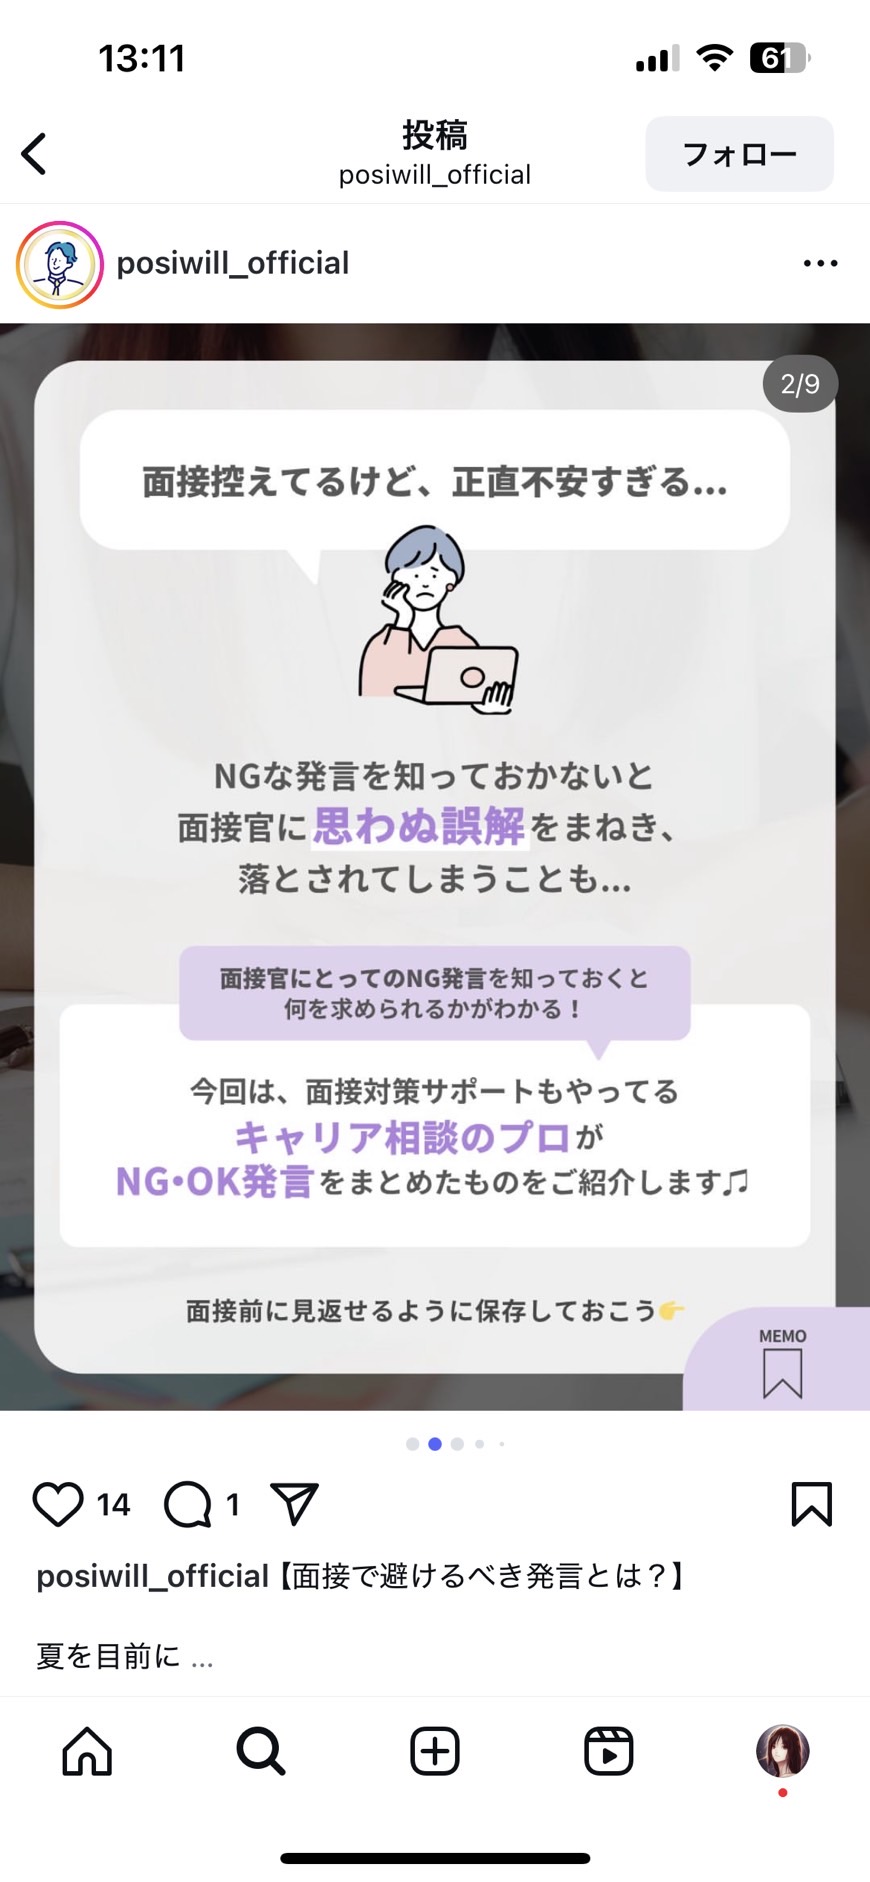 13:11
61
投稿
posiwill_official
フォロー
posiwill_official
2/9
面接控えてるけど、正直不安すぎる...
NGな発言を知っておかないと
面接官に思わぬ誤解をまねき、
落とされてしまうことも...
面接官にとってのNG発言を知っておくと
何を求められるかがわかる！
今回は、面接対策サポートもやってる
キャリア相談のプロが
NG•OK発言をまとめたものをご紹介します♫
面接前に見返せるように保存しておこう👉
MEMO
14
1
posiwill_official【面接で避けるべき発言とは？】
夏を目前に ...